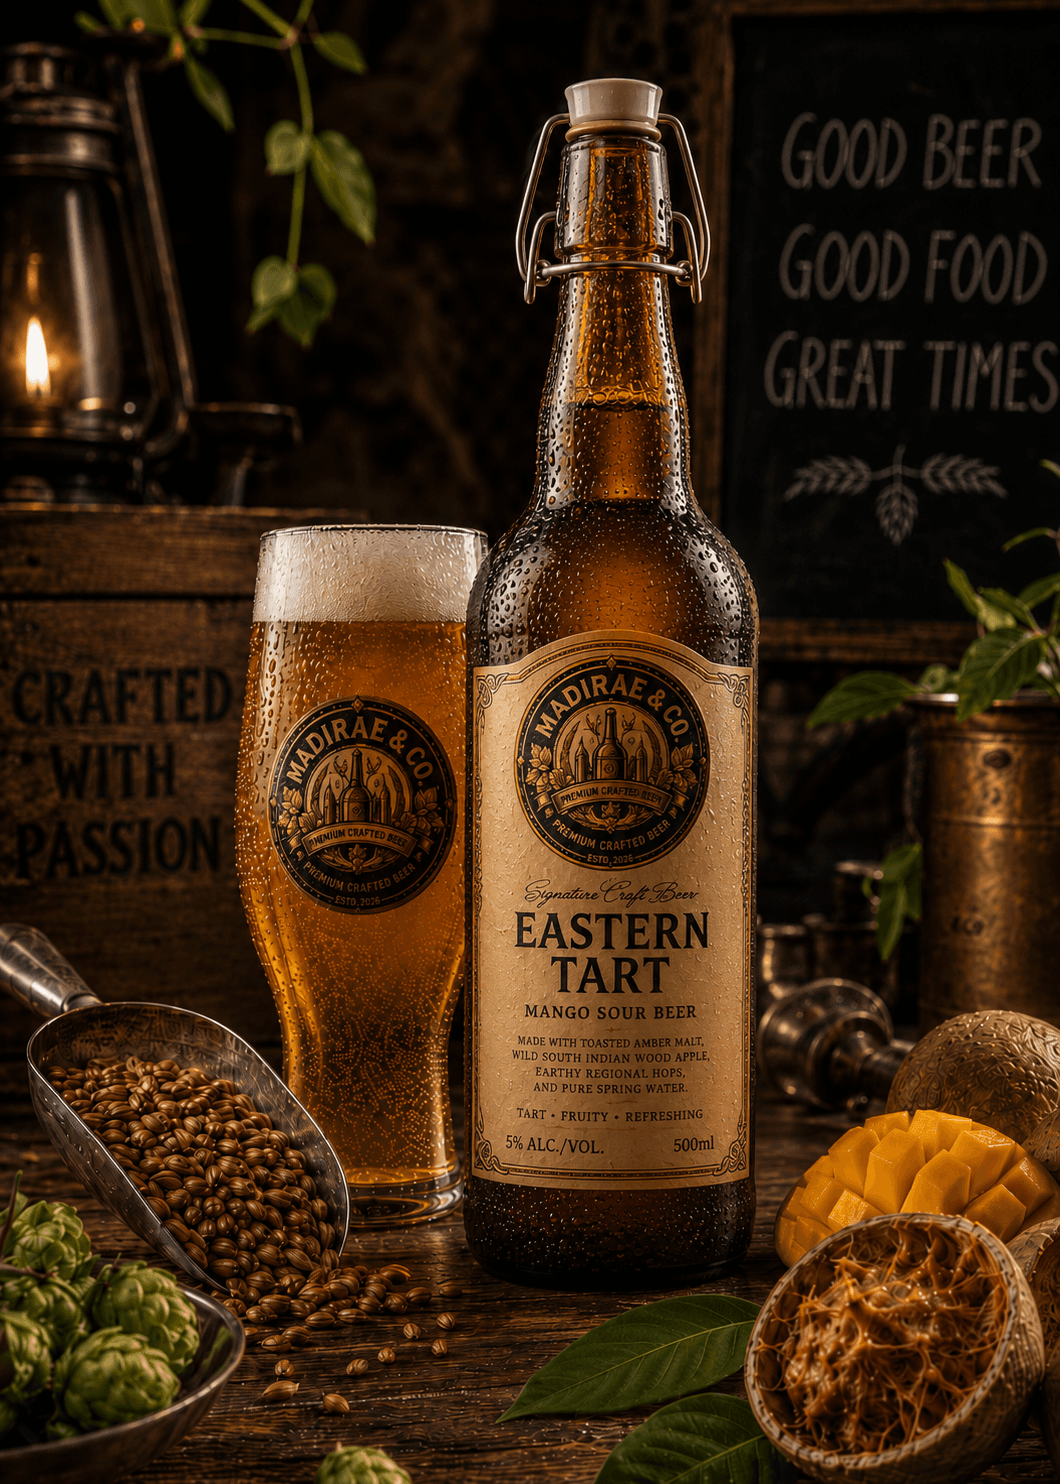 GOOD BEER
GOOD FOOD
GREAT TIMES
CRAFTED
WITH
PASSION
MADIRAE & CO
PREMIUM CRAFTED BEER
PREMIUM CRAFTED BEER
ESTD, 2026
MADIRAE & CO
PREMIUM CRAFTED BEER
PREMIUM CRAFTED BEER
ESTD, 2026
Signature Craft Beer
EASTERN
TART
MANGO SOUR BEER
MADE WITH TOASTED AMBER MALT,
WILD SOUTH INDIAN WOOD APPLE,
EARTHY REGIONAL HOPS,
AND PURE SPRING WATER.
TART • FRUITY • REFRESHING
5% ALC./VOL. 500ml